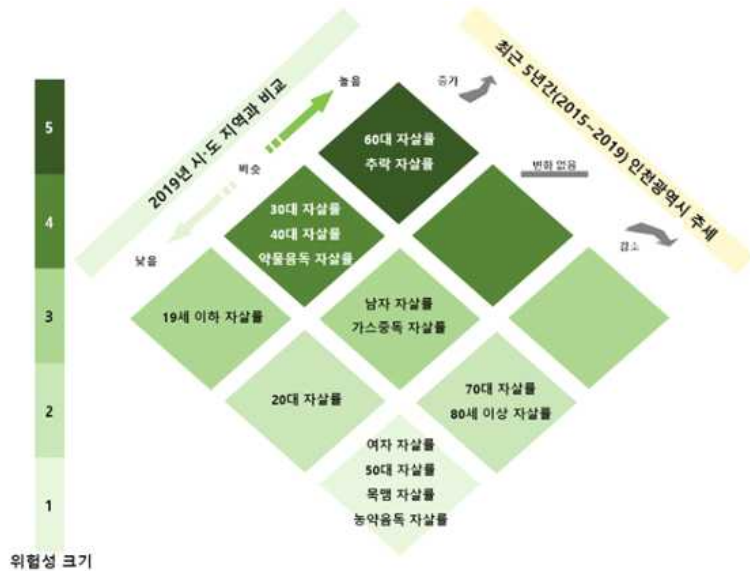 2019년 시·도 지역과 비교
높음
비슷
낮음
최근 5년간(2015~2019) 인천광역시 추세
증가
변화 없음
감소
5
4
3
2
1
위험성 크기
60대 자살률
추락 자살률
30대 자살률
40대 자살률
약물음독 자살률
19세 이하 자살률
남자 자살률
가스중독 자살률
20대 자살률
70대 자살률
80세 이상 자살률
여자 자살률
50대 자살률
목맴 자살률
농약음독 자살률